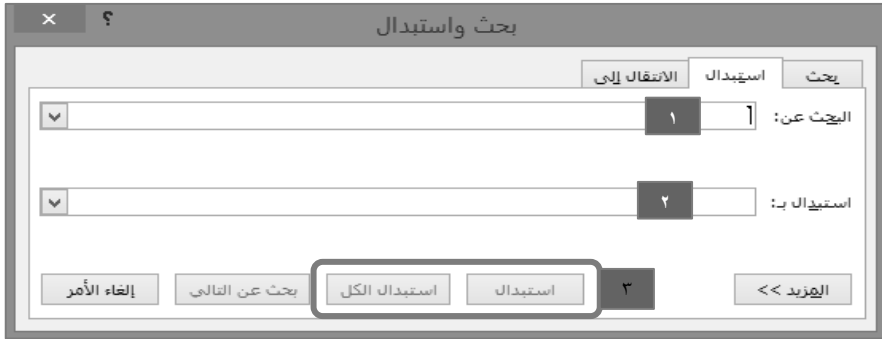 بحث واستبدال ؟ ×
بحث استبدال الانتقال إلى
البحث عن: ١
استبدال بـ: ٢
المزيد >> ٣ استبدال استبدال الكل بحث عن التالي إلغاء الأمر